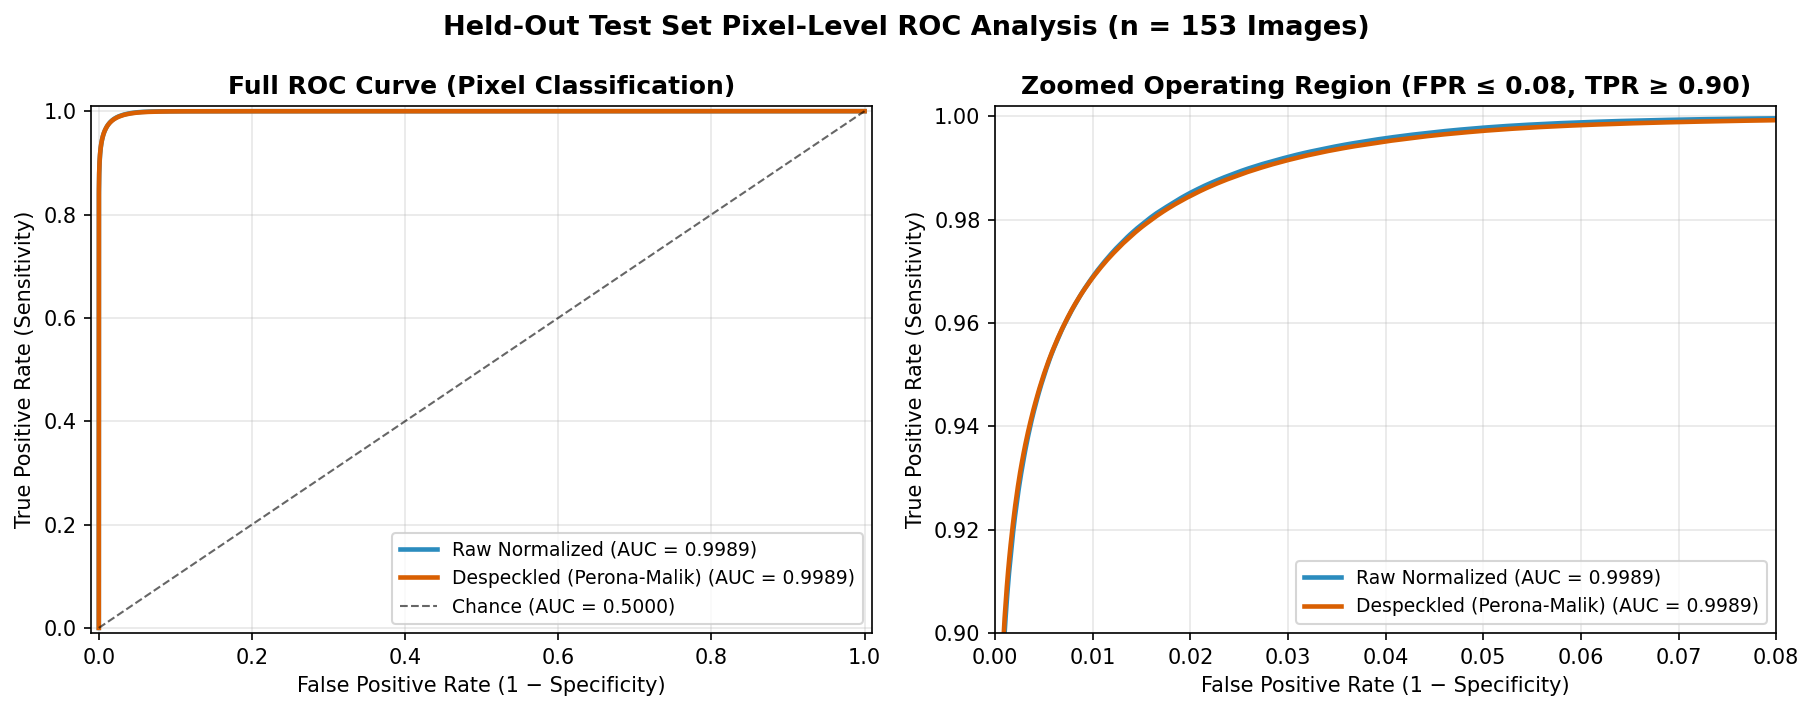 Held-Out Test Set Pixel-Level ROC Analysis (n = 153 Images)
Full ROC Curve (Pixel Classification)
True Positive Rate (Sensitivity)
1.0
0.8
0.6
0.4
0.2
0.0
Raw Normalized (AUC = 0.9989)
Despeckled (Perona-Malik) (AUC = 0.9989)
Chance (AUC = 0.5000)
0.0 0.2 0.4 0.6 0.8 1.0
False Positive Rate (1 − Specificity)
Zoomed Operating Region (FPR ≤ 0.08, TPR ≥ 0.90)
True Positive Rate (Sensitivity)
1.00
0.98
0.96
0.94
0.92
0.90
Raw Normalized (AUC = 0.9989)
Despeckled (Perona-Malik) (AUC = 0.9989)
0.00 0.01 0.02 0.03 0.04 0.05 0.06 0.07 0.08
False Positive Rate (1 − Specificity)